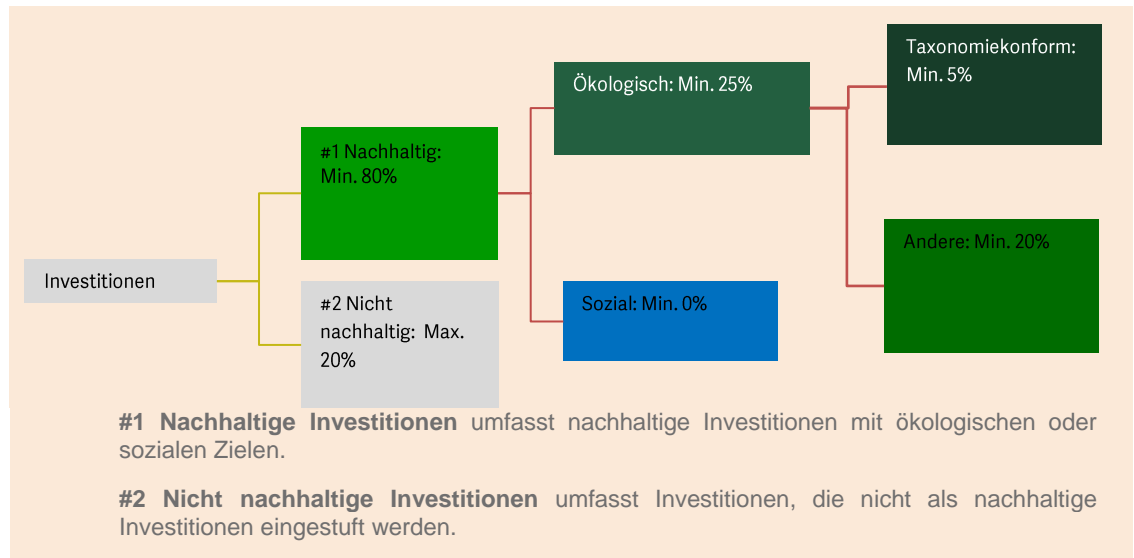 Taxonomiekonform:
Min. 5%
Ökologisch: Min. 25%
#1 Nachhaltig:
Min. 80%
Andere: Min. 20%
Investitionen
#2 Nicht
nachhaltig: Max.
20%
Sozial: Min. 0%
#1 Nachhaltige Investitionen umfasst nachhaltige Investitionen mit ökologischen oder
sozialen Zielen.
#2 Nicht nachhaltige Investitionen umfasst Investitionen, die nicht als nachhaltige
Investitionen eingestuft werden.